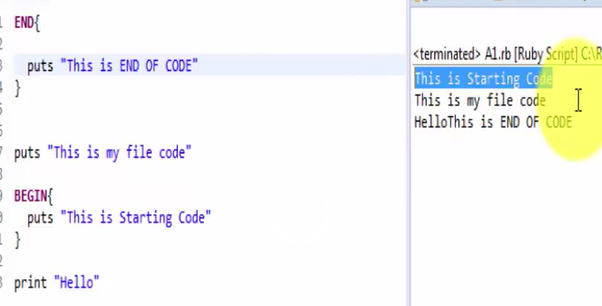 END{
puts "This is END OF CODE"
}
puts "This is my file code"
BEGIN{
puts "This is Starting Code"
}
print "Hello"
<terminated> A1.rb [Ruby Script] C:\R
This is Starting Code
This is my file code
HelloThis is END OF CODE